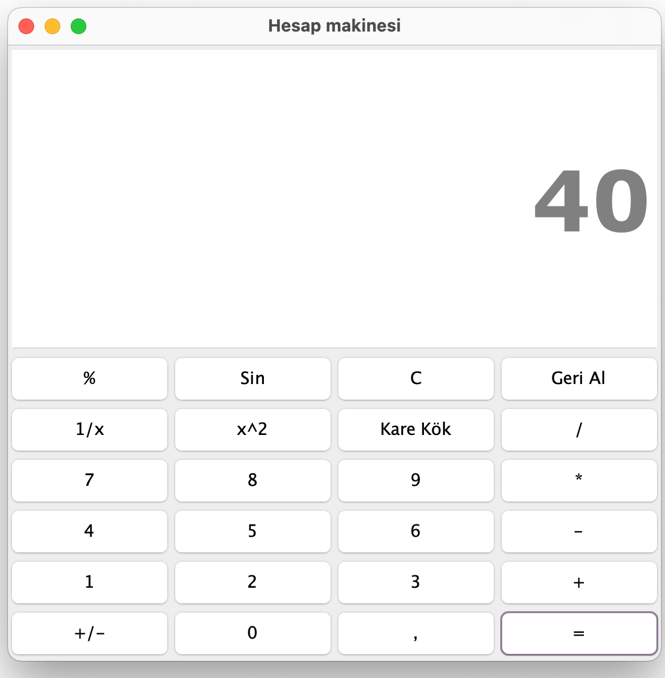 Hesap makinesi
40
% Sin C Geri Al
1/x x^2 Kare Kök /
7 8 9 *
4 5 6 -
1 2 3 +
+/- 0 , =